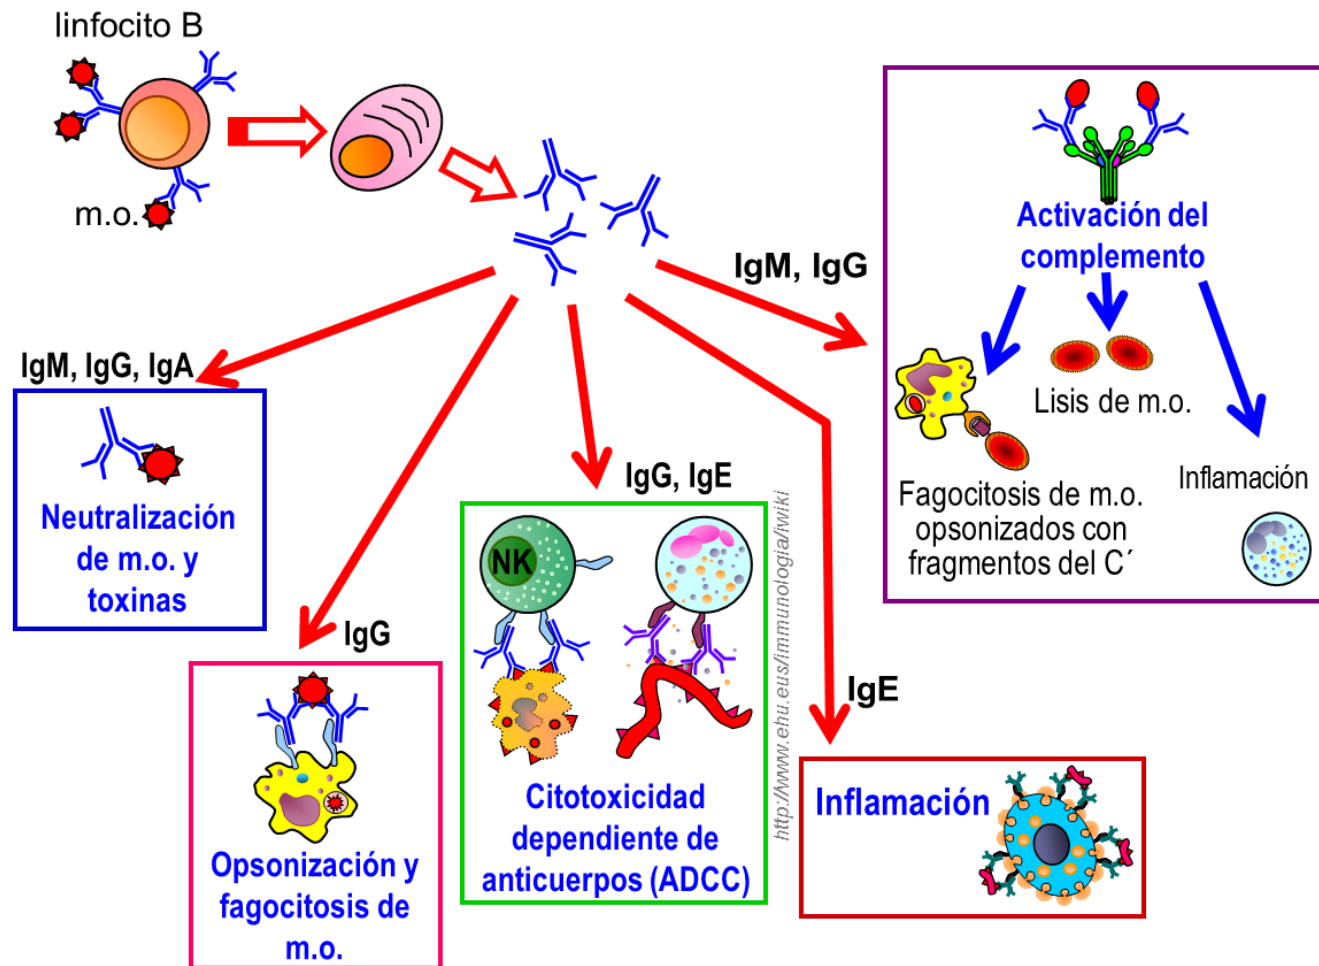 linfocito B
m.o.
IgM, IgG
IgM, IgG, IgA
Neutralización
de m.o. y
toxinas
IgG
Opsonización y
fagocitosis de
m.o.
IgG, IgE
NK
Citotoxicidad
dependiente de
anticuerpos (ADCC)
http://www.ehu.eus/immunologia/iwiki
IgE
Inflamación
Activación del
complemento
Lisis de m.o.
Fagocitosis de m.o.
opsonizados con
fragmentos del C´
Inflamación